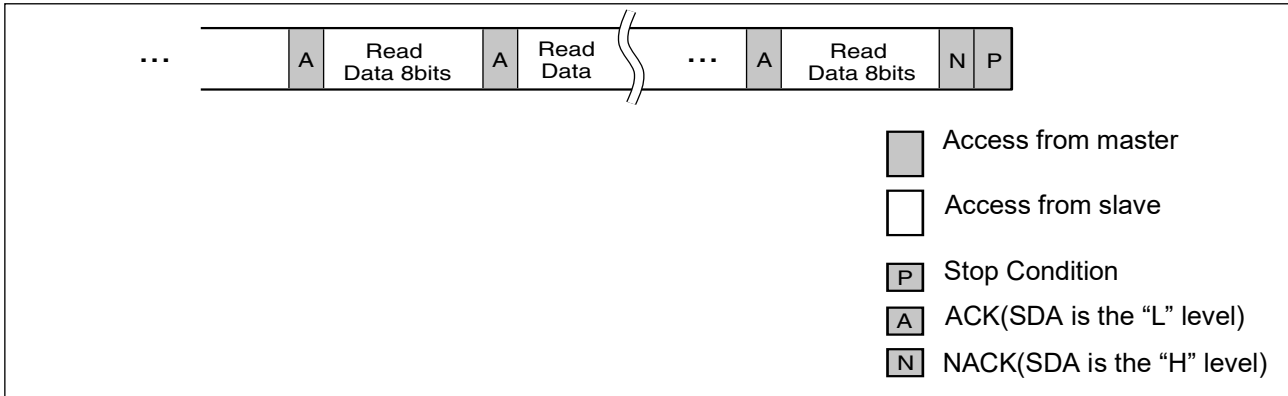 ... A Read Data 8bits A Read Data ... A Read Data 8bits N P
Access from master
Access from slave
P Stop Condition
A ACK(SDA is the “L” level)
N NACK(SDA is the “H” level)